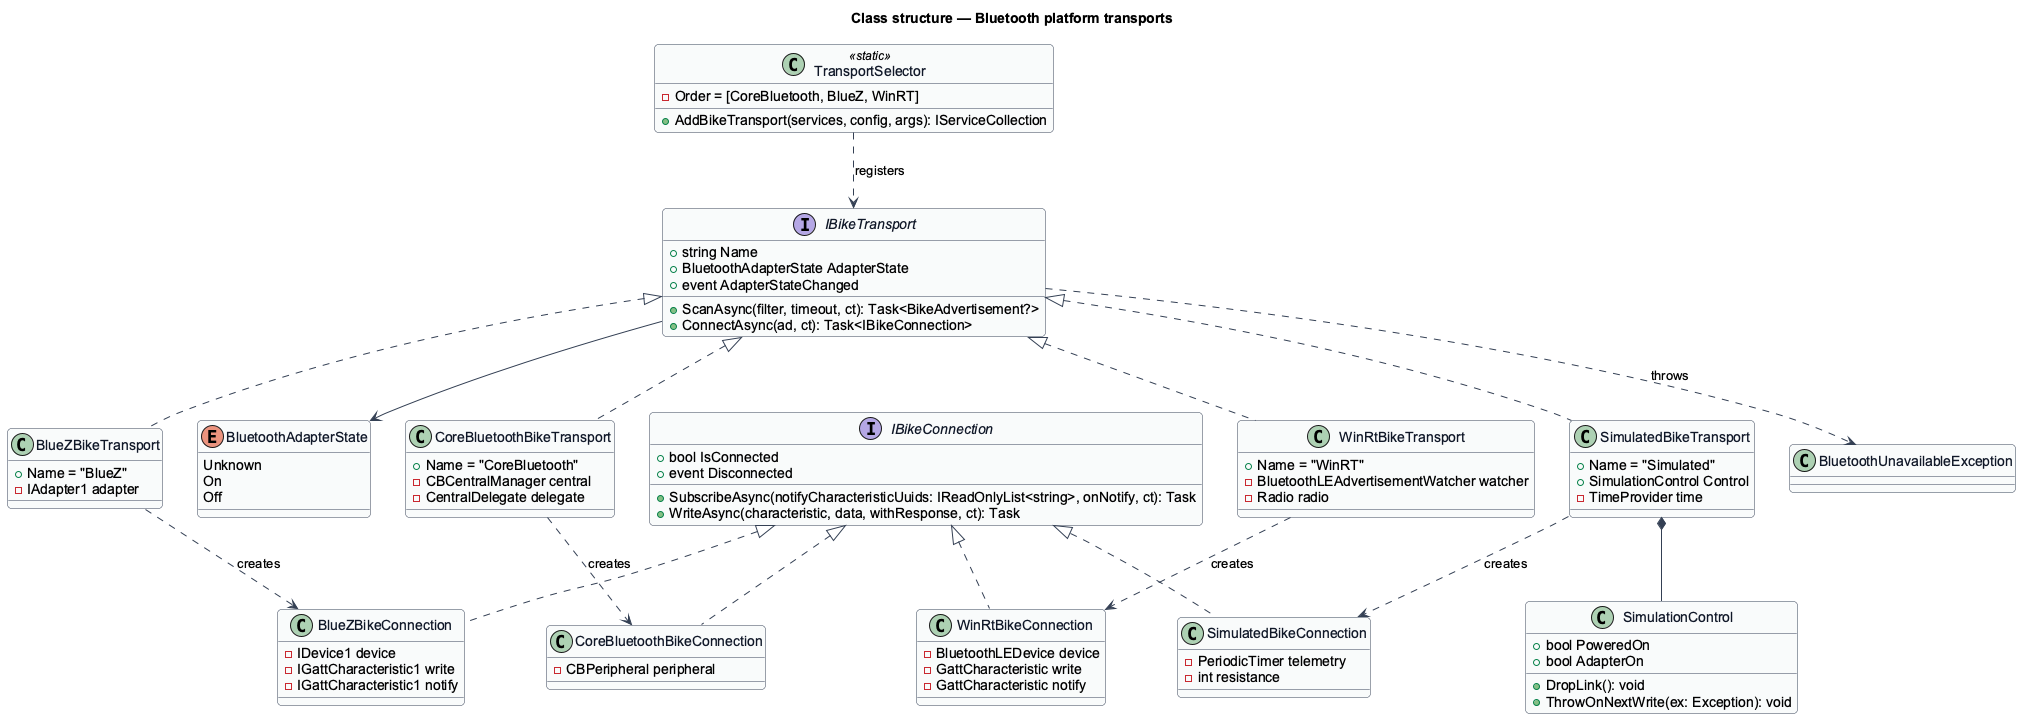 Class structure — Bluetooth platform transports
«static»
C TransportSelector
Order = [CoreBluetooth, BlueZ, WinRT]
AddBikeTransport(services, config, args): IServiceCollection
registers
I IBikeTransport
string Name
BluetoothAdapterState AdapterState
event AdapterStateChanged
ScanAsync(filter, timeout, ct): Task<BikeAdvertisement?>
ConnectAsync(ad, ct): Task<IBikeConnection>
throws
C BlueZBikeTransport
Name = "BlueZ"
IAdapter1 adapter
E BluetoothAdapterState
Unknown
On
Off
C CoreBluetoothBikeTransport
Name = "CoreBluetooth"
CBCentralManager central
CentralDelegate delegate
I IBikeConnection
bool IsConnected
event Disconnected
SubscribeAsync(notifyCharacteristicUuids: IReadOnlyList<string>, onNotify, ct): Task
WriteAsync(characteristic, data, withResponse, ct): Task
C WinRtBikeTransport
Name = "WinRT"
BluetoothLEAdvertisementWatcher watcher
Radio radio
C SimulatedBikeTransport
Name = "Simulated"
SimulationControl Control
TimeProvider time
C BluetoothUnavailableException
creates
creates
creates
creates
C BlueZBikeConnection
IDevice1 device
IGattCharacteristic1 write
IGattCharacteristic1 notify
C CoreBluetoothBikeConnection
CBPeripheral peripheral
C WinRtBikeConnection
BluetoothLEDevice device
GattCharacteristic write
GattCharacteristic notify
C SimulatedBikeConnection
PeriodicTimer telemetry
int resistance
C SimulationControl
bool PoweredOn
bool AdapterOn
DropLink(): void
ThrowOnNextWrite(ex: Exception): void